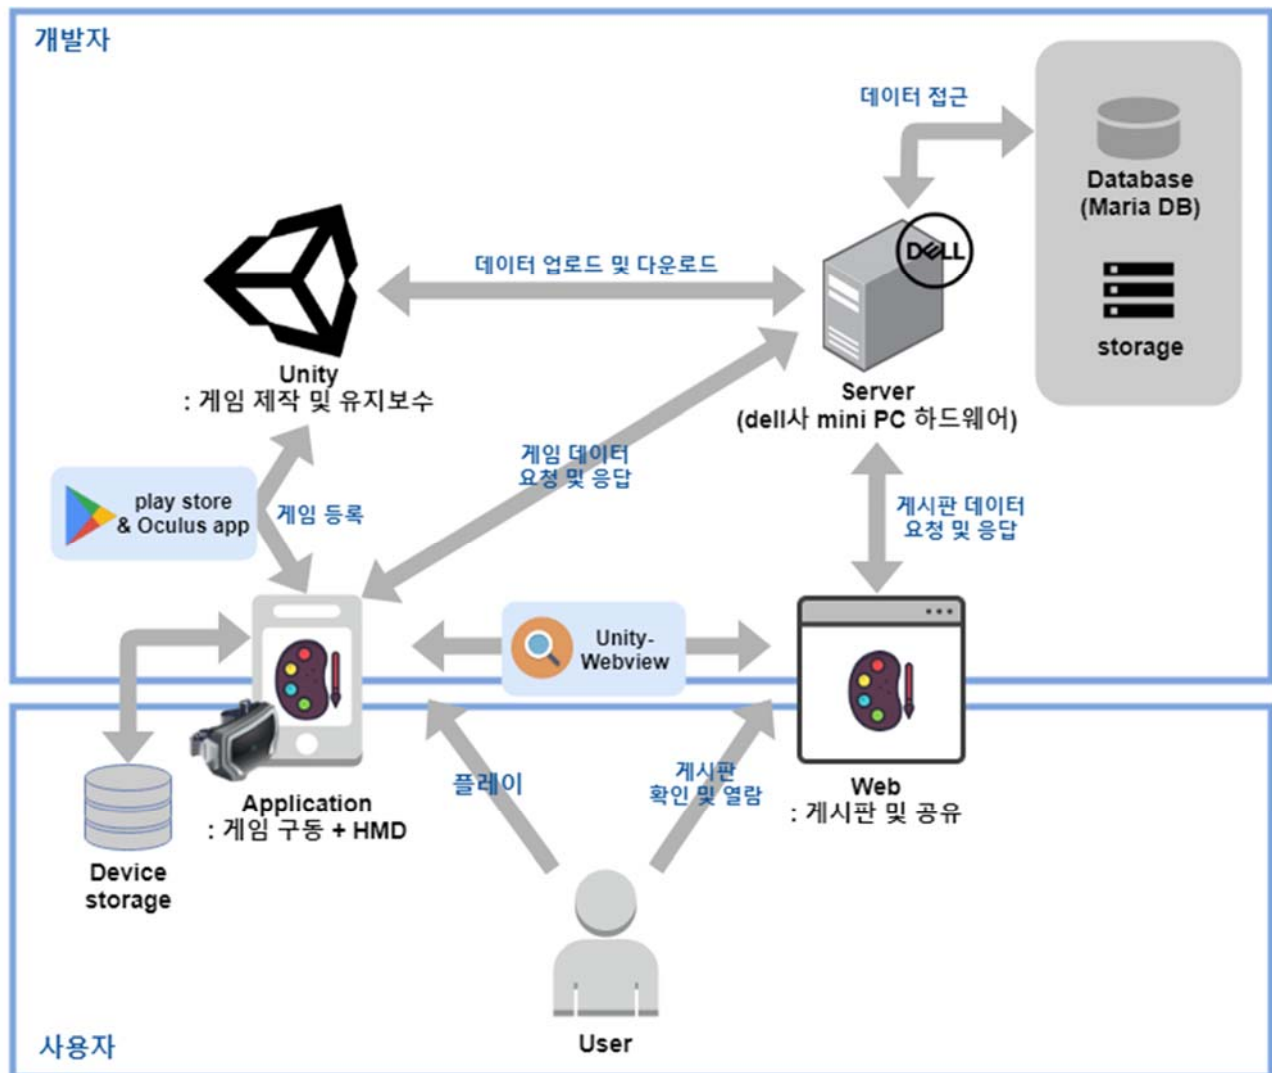 개발자
데이터 접근
Database
(Maria DB)
storage
DELL
데이터 업로드 및 다운로드
Unity
: 게임 제작 및 유지보수
Server
(dell사 mini PC 하드웨어)
play store
& Oculus app
게임 등록
게임 데이터
요청 및 응답
게시판 데이터
요청 및 응답
Unity-
Webview
Application
: 게임 구동 + HMD
Device
storage
플레이
게시판
확인 및 열람
Web
: 게시판 및 공유
User
사용자